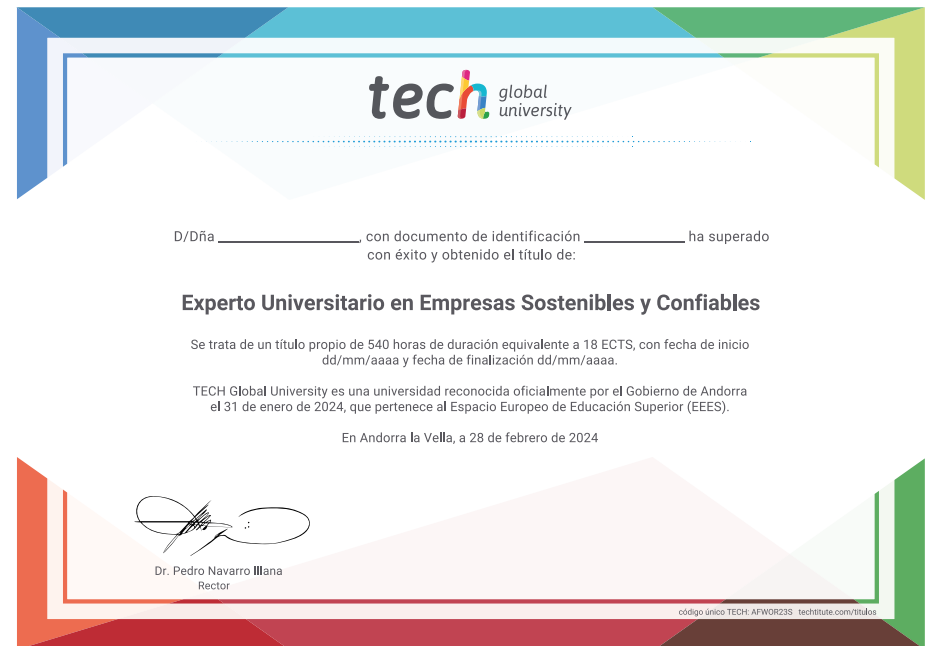 tech global university
D/Dña ____________________, con documento de identificación ______________ ha superado
con éxito y obtenido el título de:
Experto Universitario en Empresas Sostenibles y Confiables
Se trata de un título propio de 540 horas de duración equivalente a 18 ECTS, con fecha de inicio
dd/mm/aaaa y fecha de finalización dd/mm/aaaa.
TECH Global University es una universidad reconocida oficialmente por el Gobierno de Andorra
el 31 de enero de 2024, que pertenece al Espacio Europeo de Educación Superior (EEES).
En Andorra la Vella, a 28 de febrero de 2024
Dr. Pedro Navarro Illana
Rector
código único TECH: AFWOR23S techtitute.com/titulos